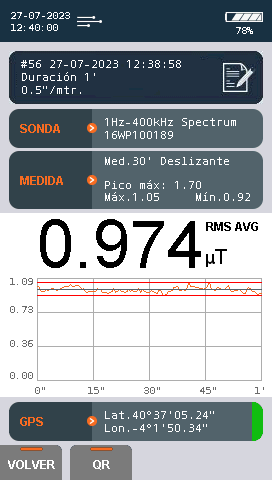 27-07-2023
12:40:00
78%
#56 27-07-2023 12:38:58
Duración 1'
0.5"/mtr.
SONDA
1Hz-400kHz Spectrum
16WP100189
MEDIDA
Med.30' Deslizante
Pico máx: 1.70
Máx.1.05 Mín.0.92
0.974 RMS AVG
µT
1.09
0.73
0.36
0.00
0" 15" 30" 45" 1'
GPS
Lat.40°37'05.24"
Lon.-4°1'50.34"
VOLVER QR